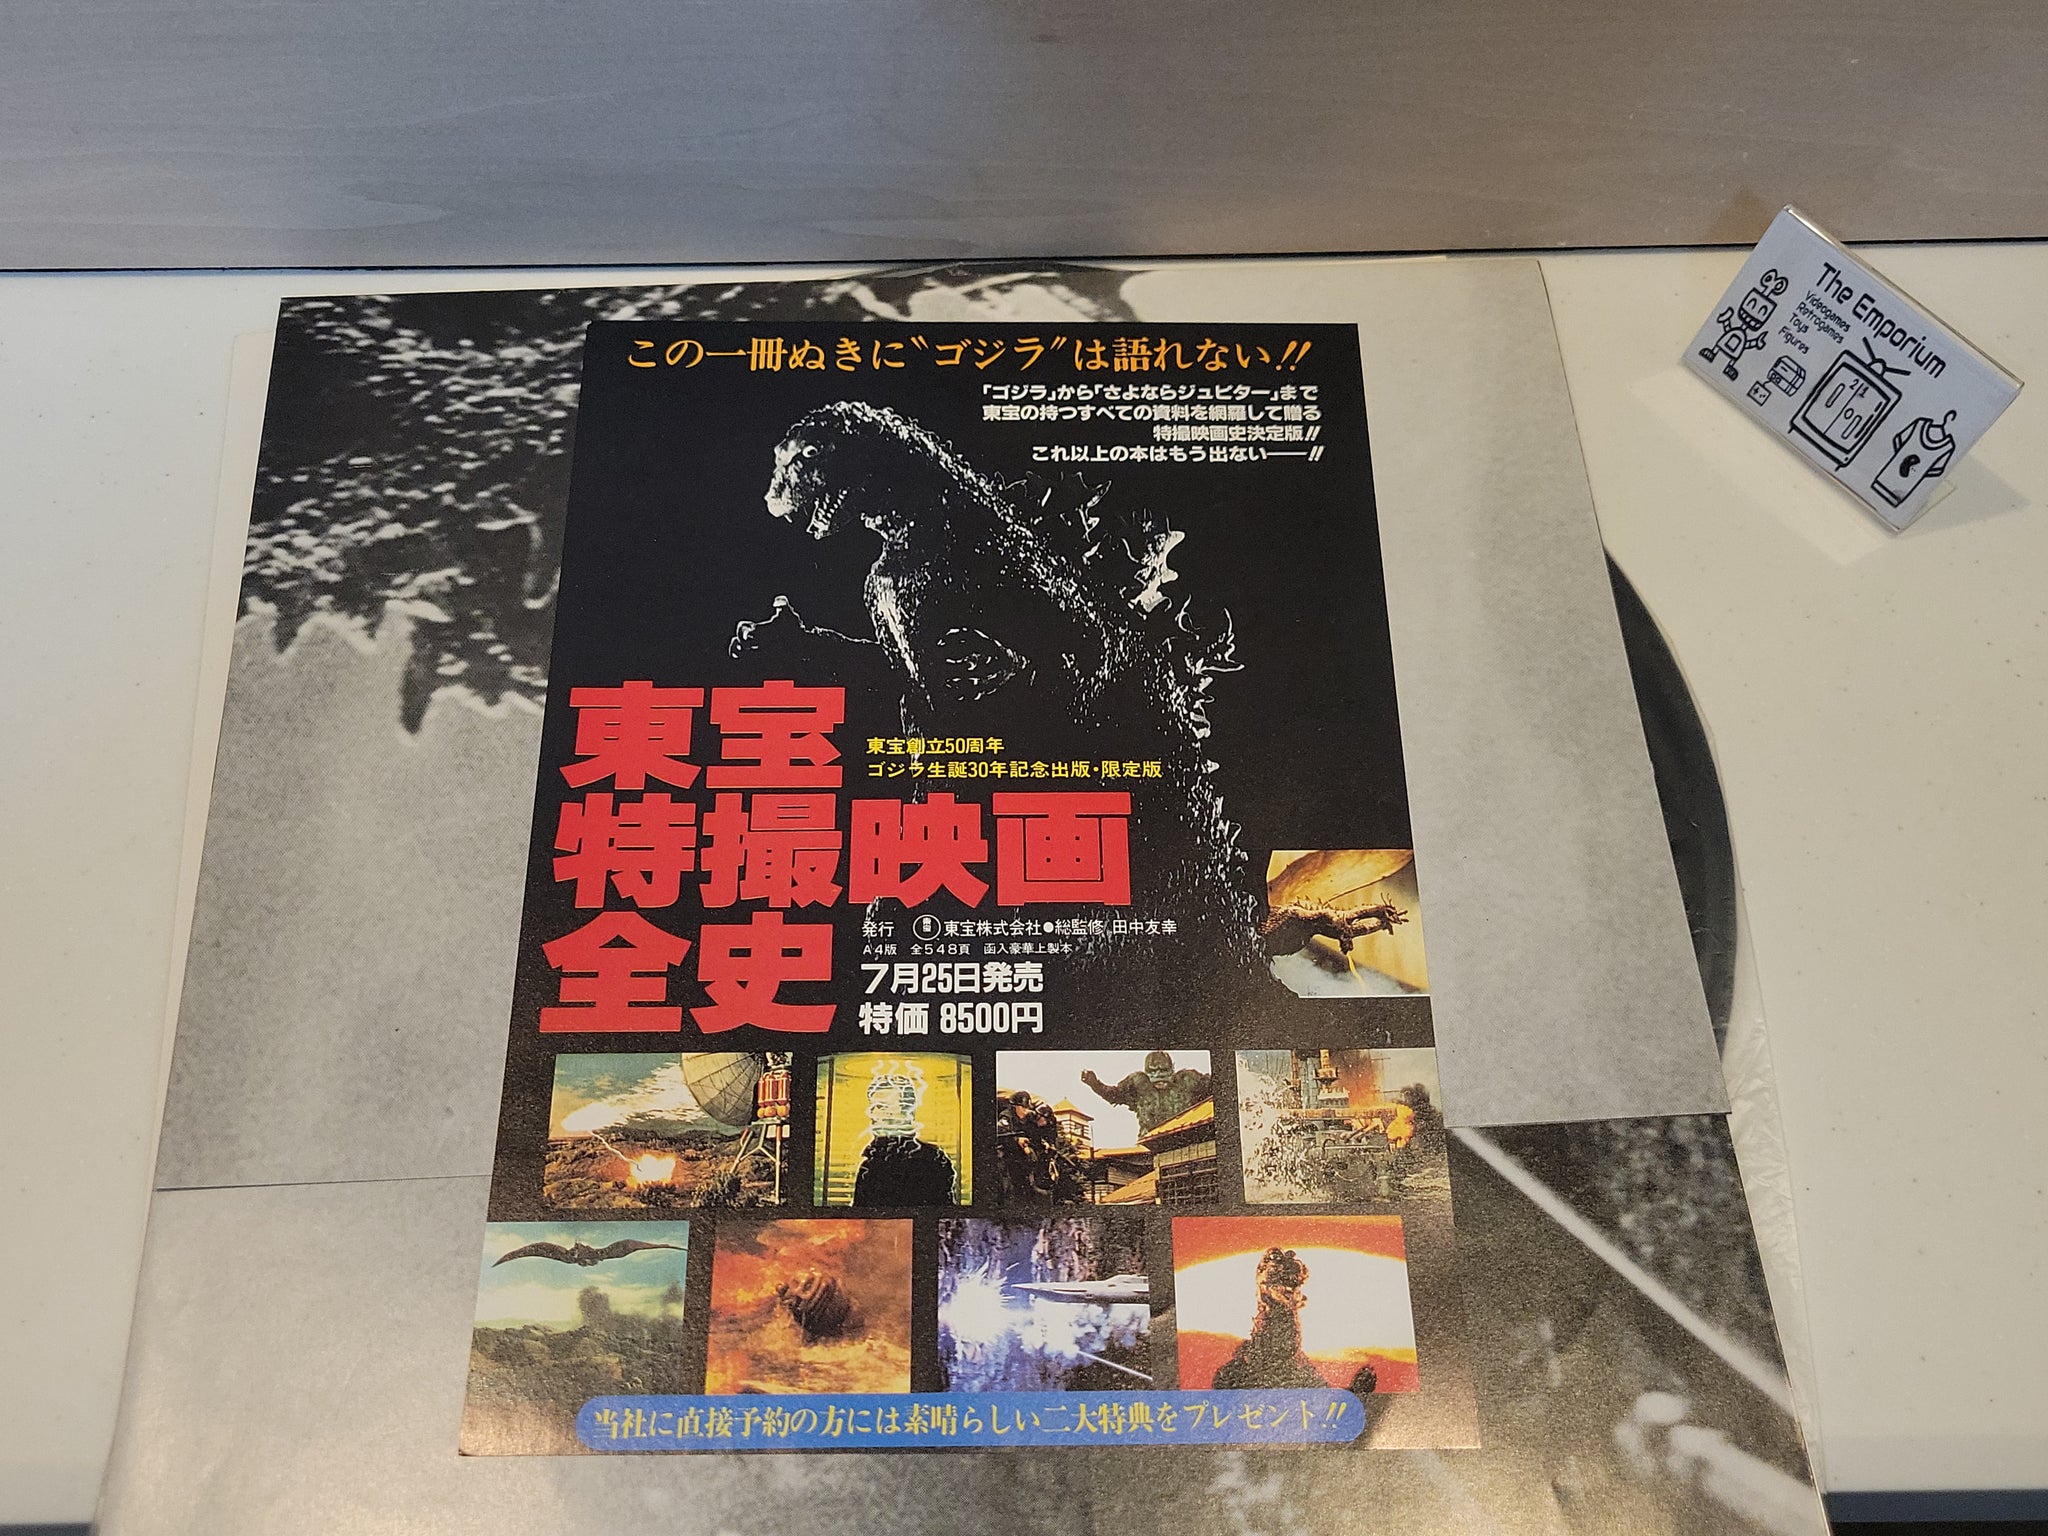 この一冊ぬきに〝ゴジラ〟は語れない!!
「ゴジラ」から「さよならジュピター」まで
東宝の持つすべての資料を網羅して贈る
特撮映画史決定版!!
これ以上の本はもう出ない——!!
東宝
特撮映画
全史
東宝創立50周年
ゴジラ生誕30年記念出版・限定版
発行 東宝 東宝株式会社●総監修 田中友幸
A4版 全548頁 函入豪華上製本
7月25日発売
特価 8500円
当社に直接予約の方には素晴らしい二大特典をプレゼント!!
The Emporium
Videogames
Retrogames
Toys
Figures
21